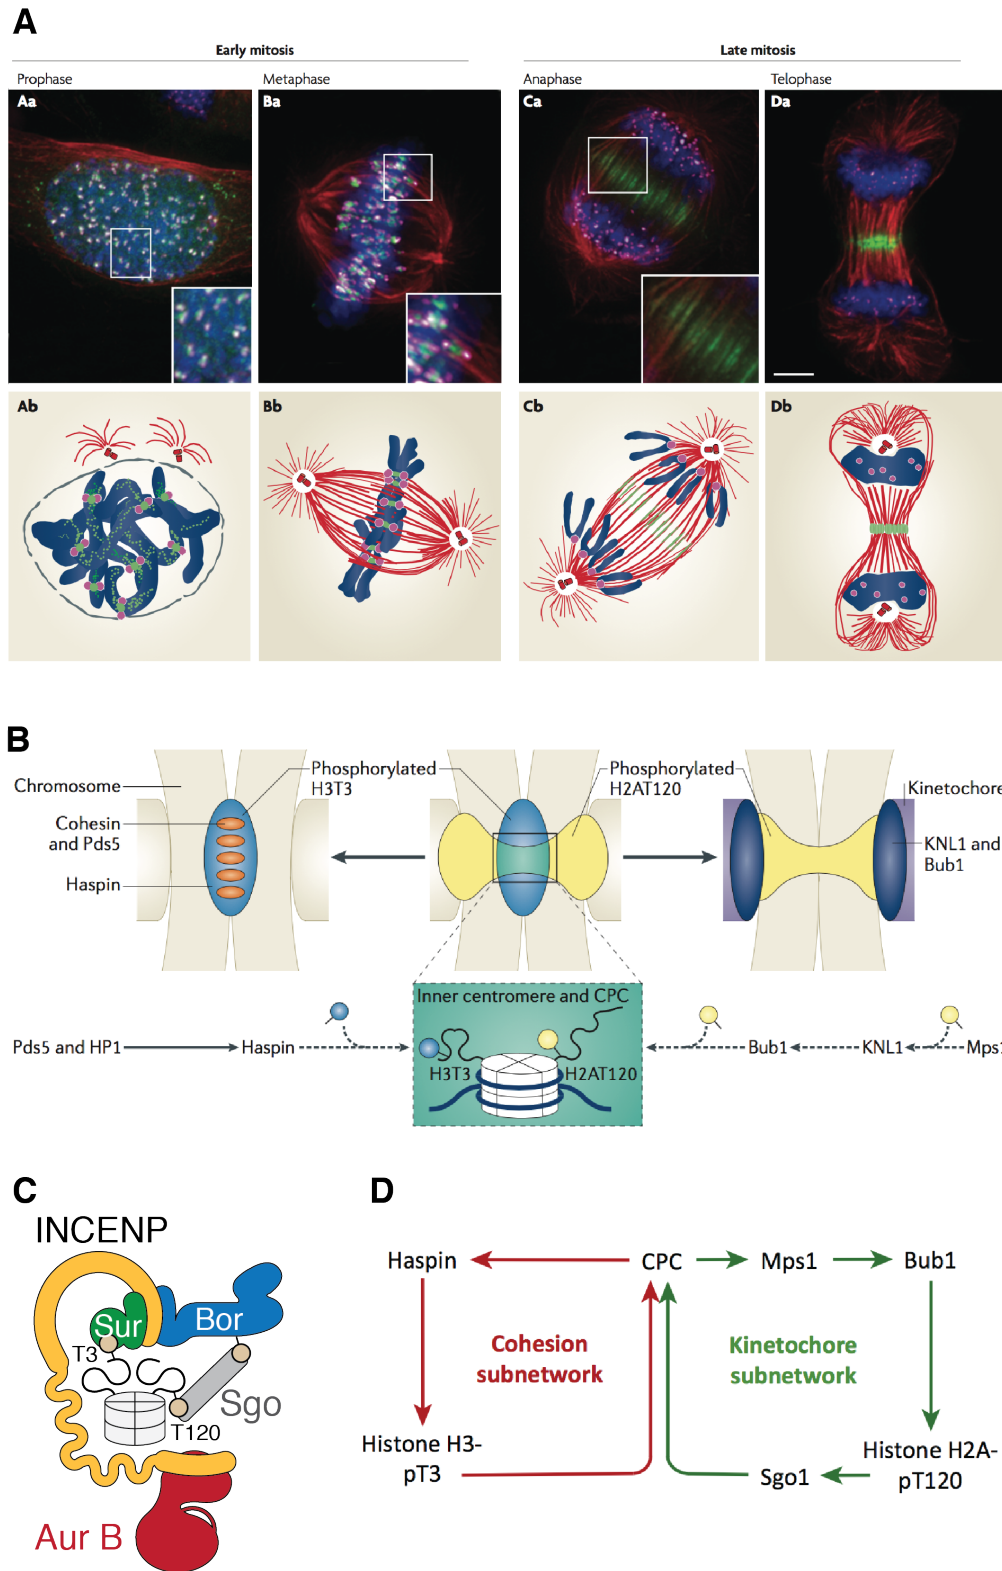 A
Early mitosis
Late mitosis
Prophase
Metaphase
Anaphase
Telophase
Aa
Ba
Ca
Da
Ab
Bb
Cb
Db
B
Chromosome
Phosphorylated
H3T3
Phosphorylated
H2AT120
Kinetochore
Cohesin
and Pds5
KNL1 and
Bub1
Haspin
Inner centromere and CPC
Pds5 and HP1
Haspin
H3T3
H2AT120
Bub1
KNL1
Mps1
C
INCENP
Sur
Bor
T3
Sgo
T120
Aur B
D
Haspin
CPC
Mps1
Bub1
Cohesion
subnetwork
Kinetochore
subnetwork
Histone H3-
pT3
Sgo1
Histone H2A-
pT120